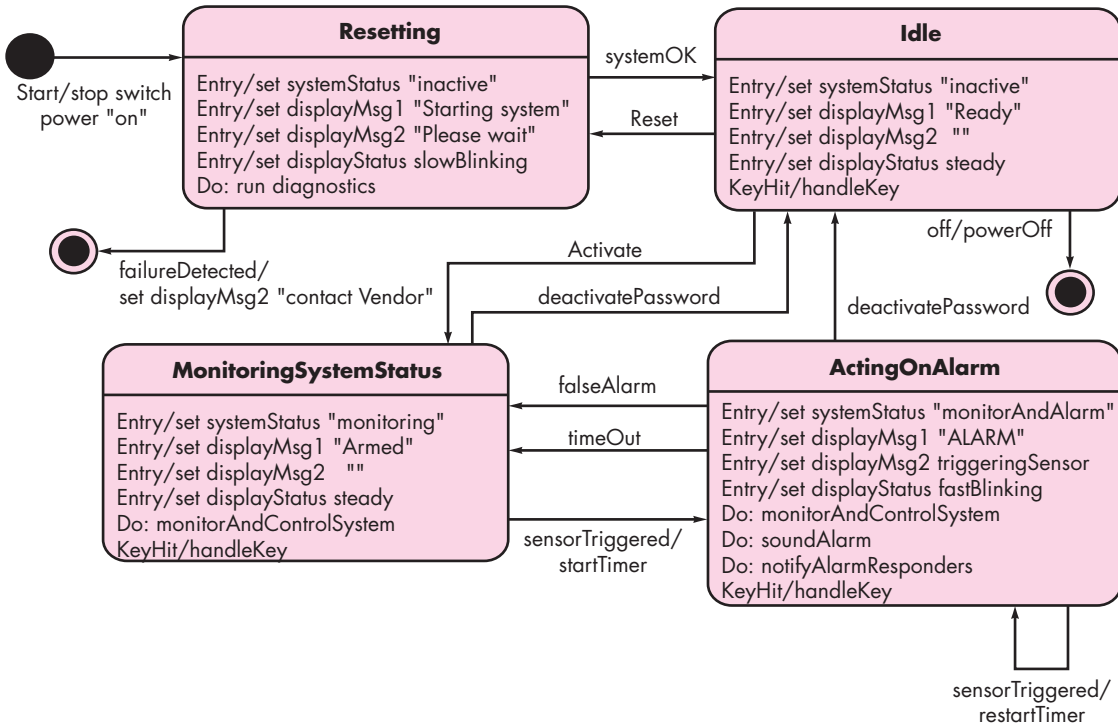 Resetting
Entry/set systemStatus "inactive"
Entry/set displayMsg1 "Starting system"
Entry/set displayMsg2 "Please wait"
Entry/set displayStatus slowBlinking
Do: run diagnostics
Start/stop switch
power "on"
systemOK
Reset
Idle
Entry/set systemStatus "inactive"
Entry/set displayMsg1 "Ready"
Entry/set displayMsg2 ""
Entry/set displayStatus steady
KeyHit/handleKey
failureDetected/
set displayMsg2 "contact Vendor"
Activate
deactivatePassword
off/powerOff
deactivatePassword
MonitoringSystemStatus
Entry/set systemStatus "monitoring"
Entry/set displayMsg1 "Armed"
Entry/set displayMsg2 ""
Entry/set displayStatus steady
Do: monitorAndControlSystem
KeyHit/handleKey
falseAlarm
timeOut
sensorTriggered/
startTimer
ActingOnAlarm
Entry/set systemStatus "monitorAndAlarm"
Entry/set displayMsg1 "ALARM"
Entry/set displayMsg2 triggeringSensor
Entry/set displayStatus fastBlinking
Do: monitorAndControlSystem
Do: soundAlarm
Do: notifyAlarmResponders
KeyHit/handleKey
sensorTriggered/
restartTimer